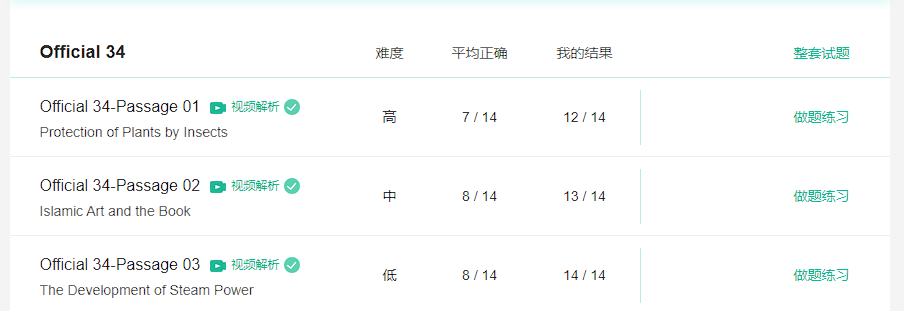 Official 34 难度 平均正确 我的结果 整套试题
Official 34-Passage 01 视频解析
Protection of Plants by Insects
高 7 / 14 12 / 14 做题练习
Official 34-Passage 02 视频解析
Islamic Art and the Book
中 8 / 14 13 / 14 做题练习
Official 34-Passage 03 视频解析
The Development of Steam Power
低 8 / 14 14 / 14 做题练习